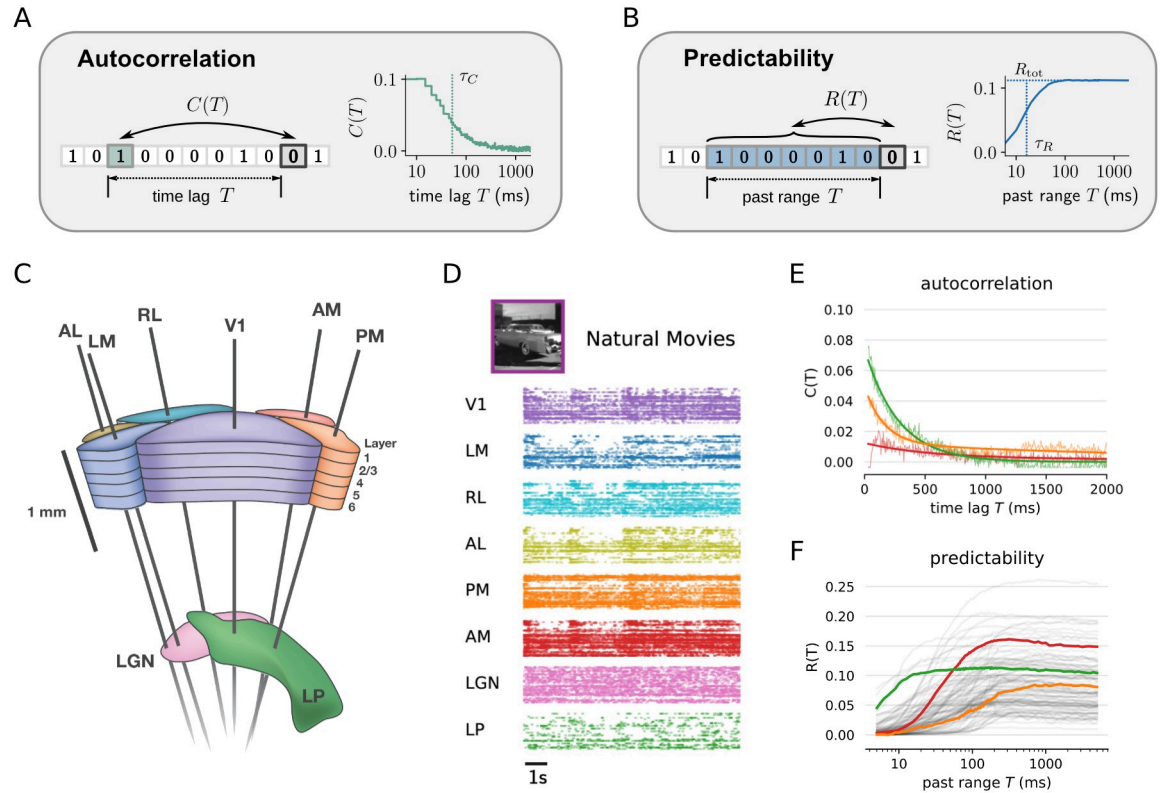 A
Autocorrelation
C(T)
1 0 1 0 0 0 0 1 0 0 1
time lag T
0.1
0.0
C(T)
τC
10 100 1000
time lag T (ms)
B
Predictability
R(T)
1 0 1 0 0 0 0 1 0 0 1
past range T
Rtot
0.1
0.0
R(T)
τR
10 100 1000
past range T (ms)
C
AL
LM
RL
V1
AM
PM
Layer
1
2/3
4
5
6
1 mm
LGN
LP
D
Natural Movies
V1
LM
RL
AL
PM
AM
LGN
LP
1s
E
autocorrelation
0.10
0.08
0.06
0.04
0.02
0.00
C(T)
0 500 1000 1500 2000
time lag T (ms)
F
predictability
0.25
0.20
0.15
0.10
0.05
0.00
R(T)
10 100 1000
past range T (ms)